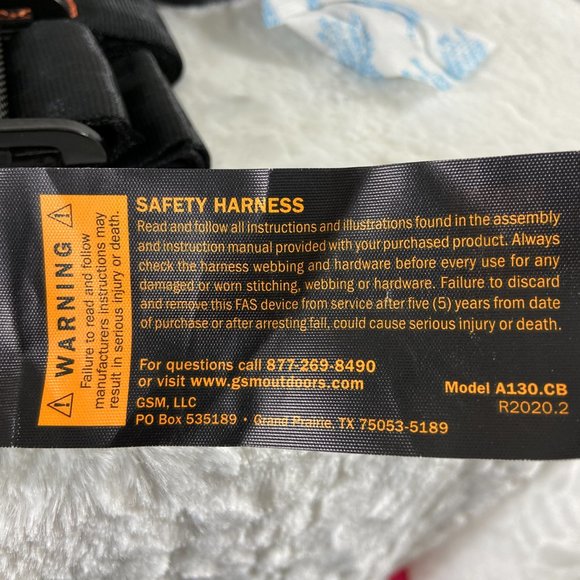 WARNING
Failure to read and follow
manufacturers instructions may
result in serious injury or death.
SAFETY HARNESS
Read and follow all instructions and illustrations found in the assembly
and instruction manual provided with your purchased product. Always
check the harness webbing and hardware before every use for any
damaged or worn stitching, webbing or hardware. Failure to discard
and remove this FAS device from service after five (5) years from date
of purchase or after arresting fall, could cause serious injury or death.
For questions call 877-269-8490
or visit www.gsmoutdoors.com
GSM, LLC
PO Box 535189 · Grand Prairie, TX 75053-5189
Model A130.CB
R2020.2